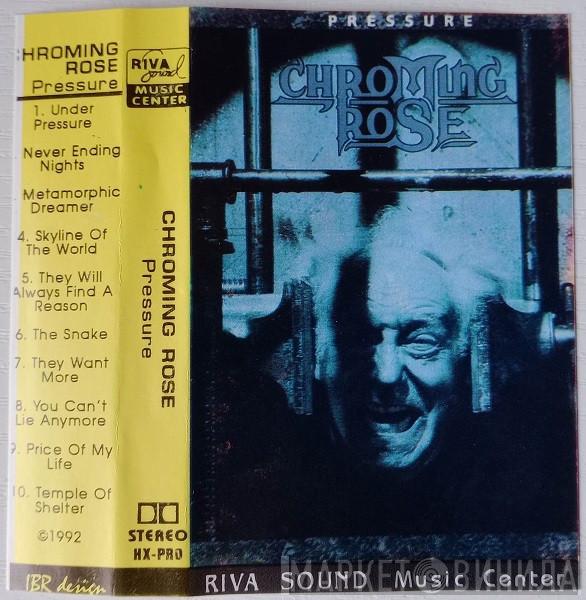 CHROMING
ROSE
Pressure
1. Under
Pressure
Never Ending
Nights
Metamorphic
Dreamer
4. Skyline Of
The World
5. They Will
Always Find A
Reason
6. The Snake
7. They Want
More
8. You Can't
Lie Anymore
9. Price Of My
Life
10. Temple Of
Shelter
©1992
IBR design
RIVA
Sound
MUSIC
CENTER
CHROMING ROSE
Pressure
STEREO
HX-PRO
PRESSURE
CHROMING
ROSE
RIVA SOUND Music Center
МАРКЕТ ВИНИЛА